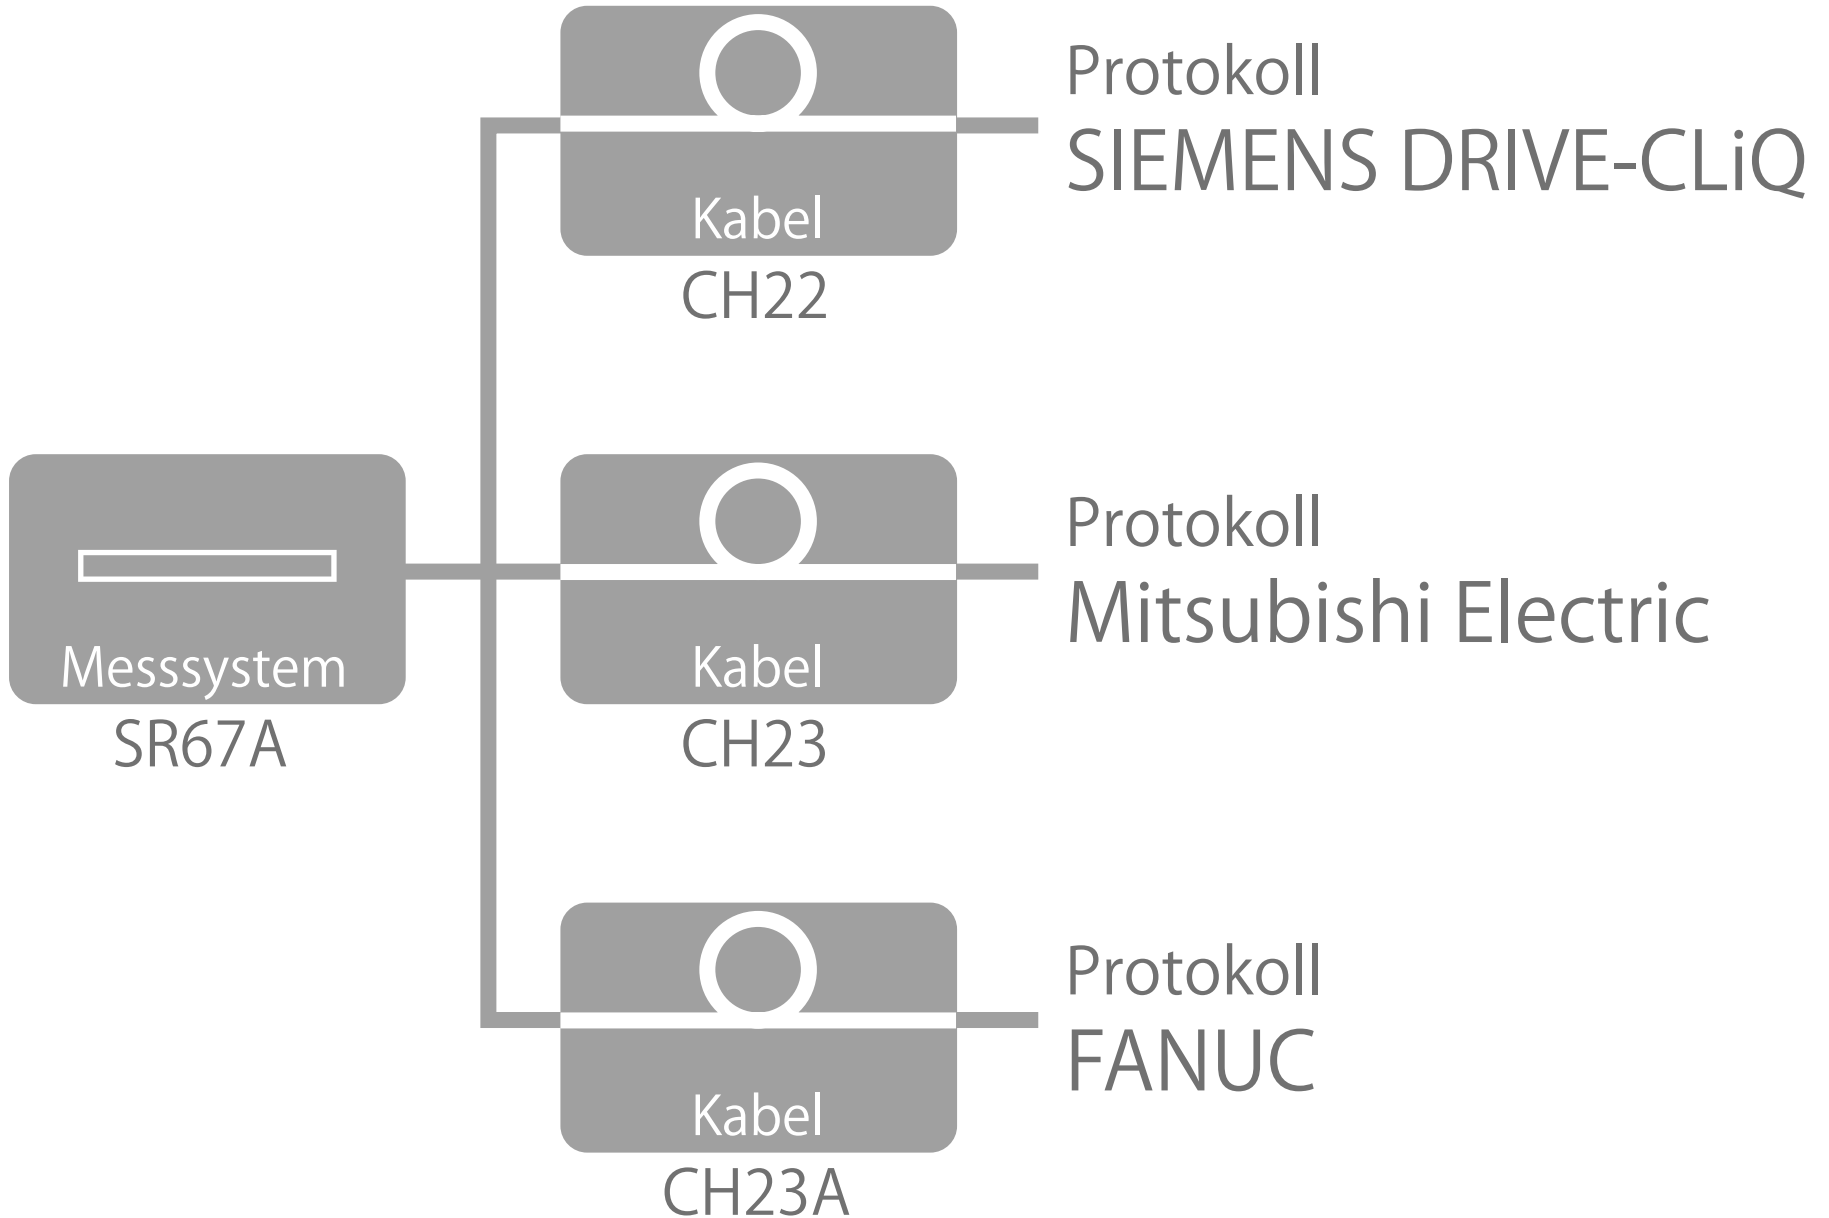 Protokoll
SIEMENS DRIVE-CLiQ
Kabel
CH22
Messsystem
SR67A
Protokoll
Mitsubishi Electric
Kabel
CH23
Protokoll
FANUC
Kabel
CH23A